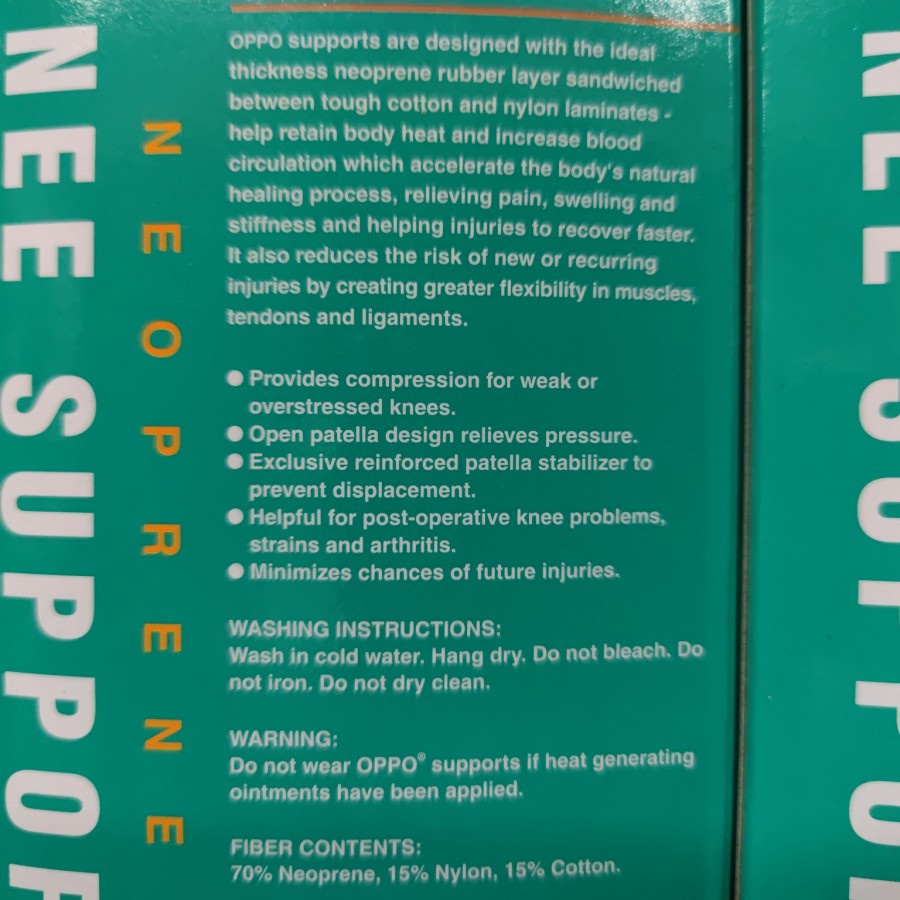 NEE SUPPOR
NEOPRENE
OPPO supports are designed with the ideal
thickness neoprene rubber layer sandwiched
between tough cotton and nylon laminates -
help retain body heat and increase blood
circulation which accelerate the body's natural
healing process, relieving pain, swelling and
stiffness and helping injuries to recover faster.
It also reduces the risk of new or recurring
injuries by creating greater flexibility in muscles,
tendons and ligaments.
● Provides compression for weak or
overstressed knees.
● Open patella design relieves pressure.
● Exclusive reinforced patella stabilizer to
prevent displacement.
● Helpful for post-operative knee problems,
strains and arthritis.
● Minimizes chances of future injuries.
WASHING INSTRUCTIONS:
Wash in cold water. Hang dry. Do not bleach. Do
not iron. Do not dry clean.
WARNING:
Do not wear OPPO® supports if heat generating
ointments have been applied.
FIBER CONTENTS:
70% Neoprene, 15% Nylon, 15% Cotton.
NEE SUPPOR